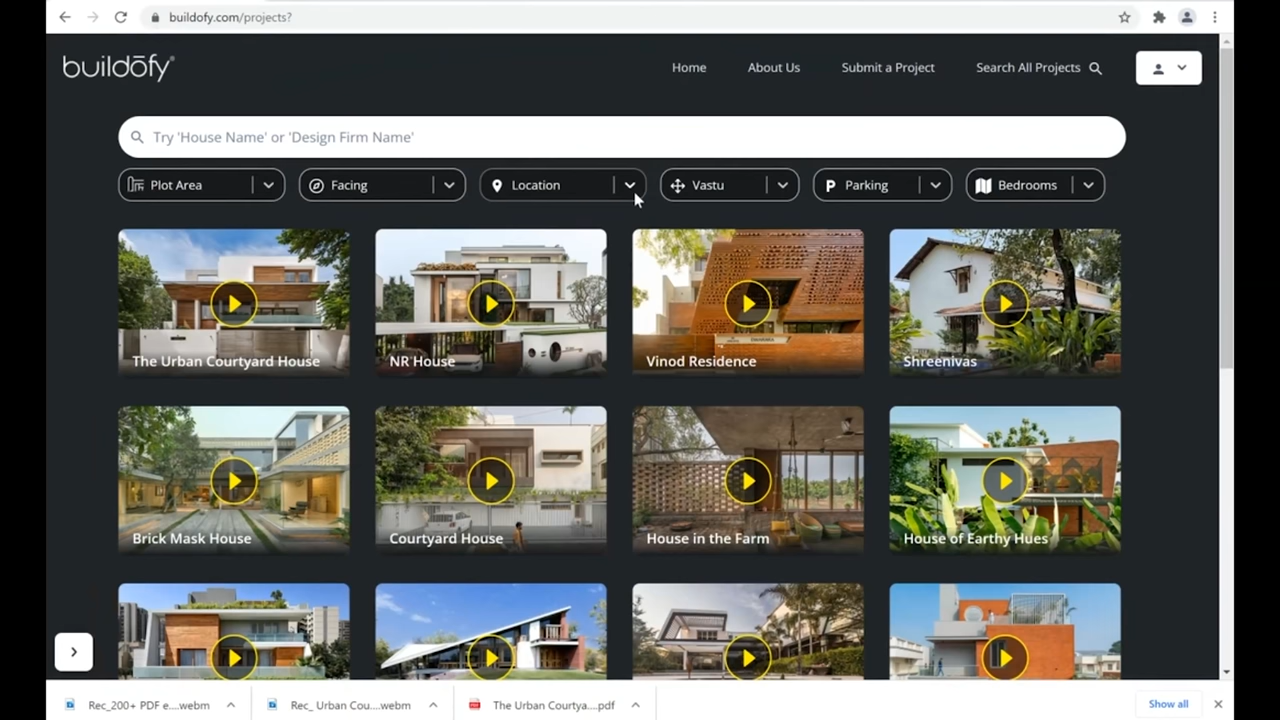 buildofy.com/projects?
buildōfy®
Home About Us Submit a Project Search All Projects
Try 'House Name' or 'Design Firm Name'
Plot Area Facing Location Vastu P Parking Bedrooms
The Urban Courtyard House NR House Vinod Residence Shreenivas
Brick Mask House Courtyard House House in the Farm House of Earthy Hues
Rec_200+ PDF e....webm Rec_ Urban Cou....webm The Urban Courtya....pdf Show all